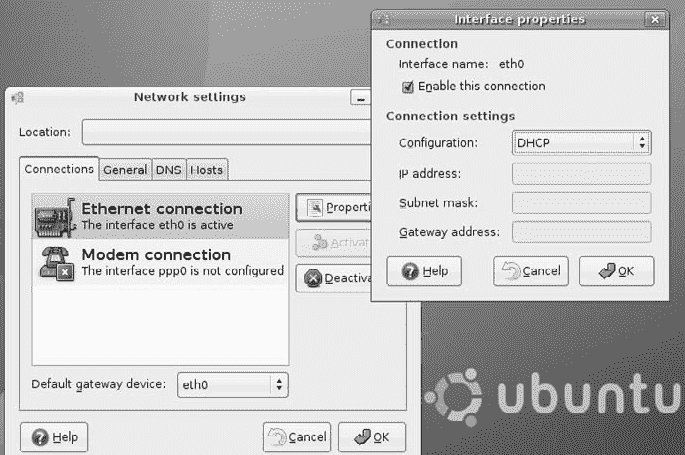 Interface properties
Connection
Interface name: eth0
Enable this connection
Connection settings
Configuration: DHCP
IP address:
Subnet mask:
Gateway address:
Help Cancel OK
Network settings
Location:
Connections General DNS Hosts
Ethernet connection
The interface eth0 is active
Properti
Activat
Modem connection
The interface ppp0 is not configured
Deactiva
Default gateway device: eth0
Help Cancel OK
ubuntu